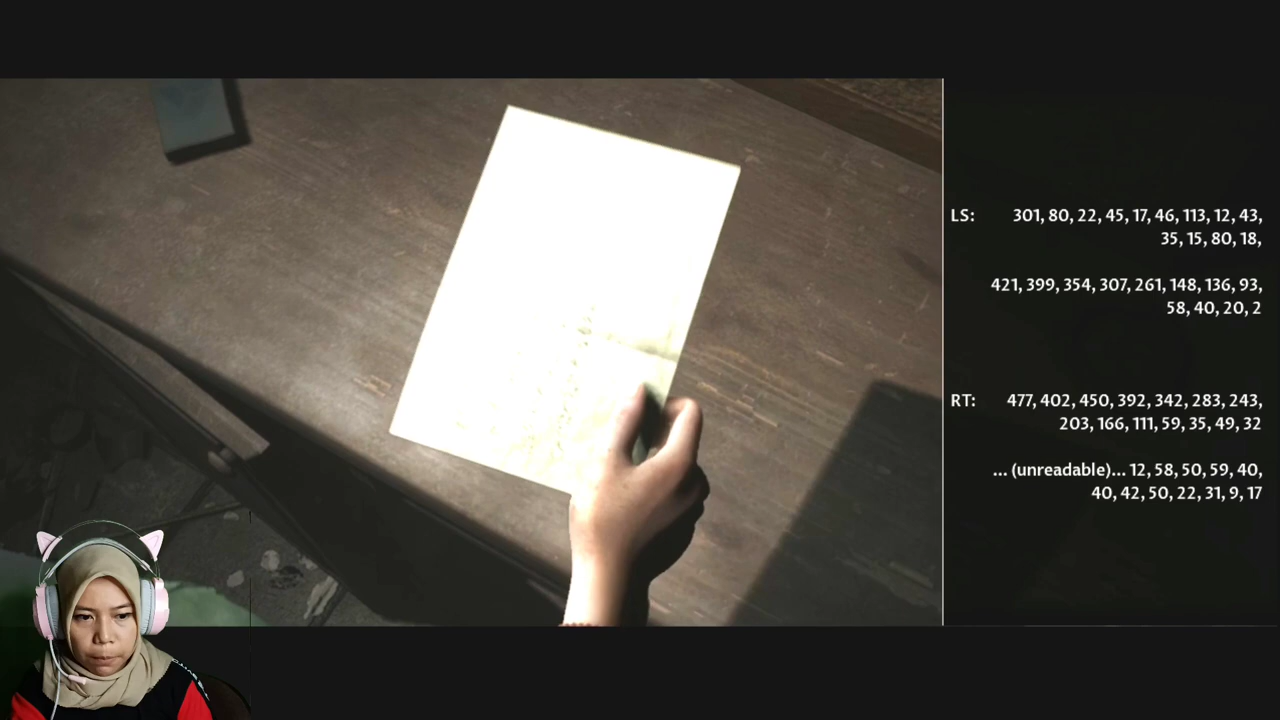 LS: 301, 80, 22, 45, 17, 46, 113, 12, 43,
35, 15, 80, 18,
421, 399, 354, 307, 261, 148, 136, 93,
58, 40, 20, 2
RT: 477, 402, 450, 392, 342, 283, 243,
203, 166, 111, 59, 35, 49, 32
... (unreadable)... 12, 58, 50, 59, 40,
40, 42, 50, 22, 31, 9, 17